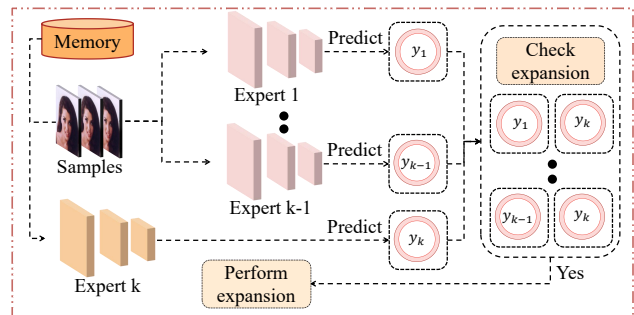 Memory
Samples
Expert 1
Expert k-1
Expert k
Predict
y₁
Predict
yₖ₋₁
Predict
yₖ
Check
expansion
y₁ yₖ
yₖ₋₁ yₖ
Yes
Perform
expansion